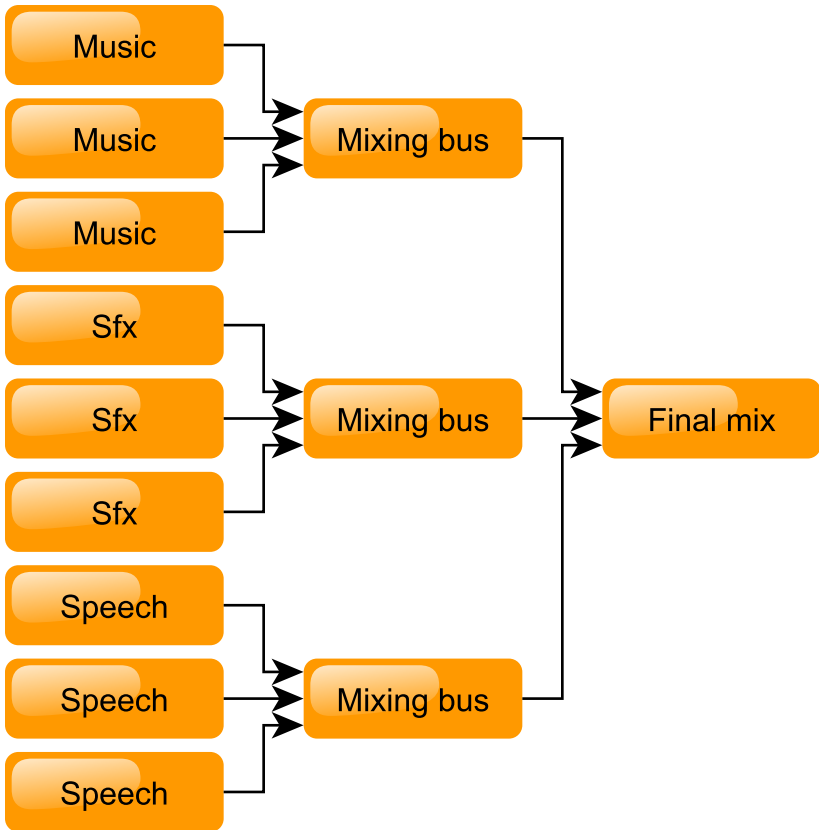 Music
Music
Music
Mixing bus
Sfx
Sfx
Sfx
Mixing bus
Speech
Speech
Speech
Mixing bus
Final mix